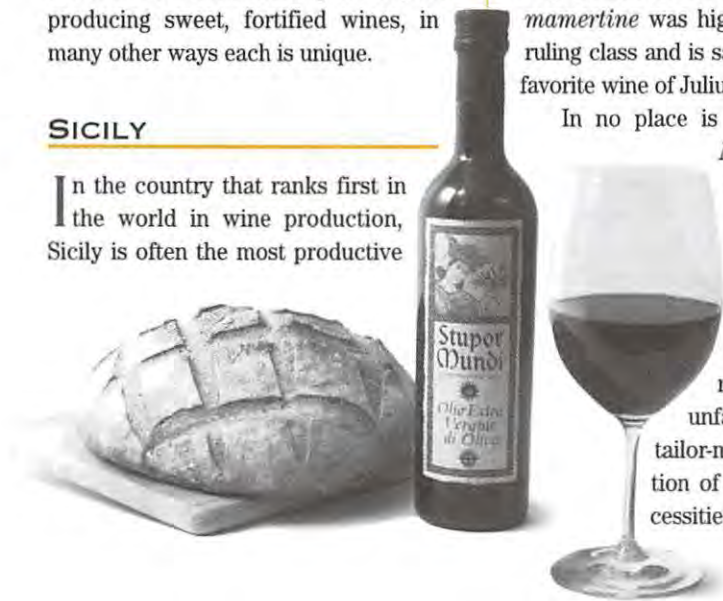 producing sweet, fortified wines, in
many other ways each is unique.
SICILY
In the country that ranks first in
the world in wine production,
Sicily is often the most productive
mamertine was hig
ruling class and is sa
favorite wine of Juliu
In no place is
unfa
tailor-m
tion of
cessitie
Stupor
Mundi
Olio Extra
Vergine
di Oliva